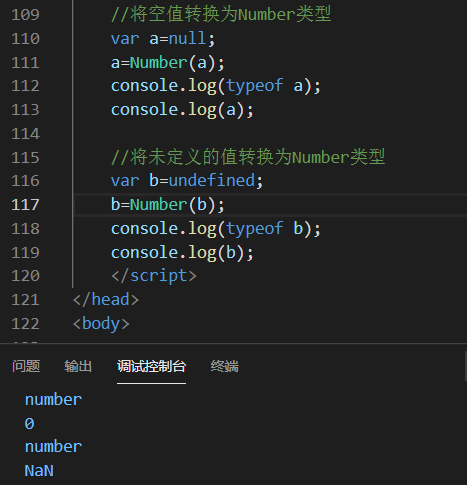 109 //将空值转换为Number类型
110 var a=null;
111 a=Number(a);
112 console.log(typeof a);
113 console.log(a);
114
115 //将未定义的值转换为Number类型
116 var b=undefined;
117 b=Number(b);
118 console.log(typeof b);
119 console.log(b);
120 </script>
121 </head>
122 <body>
问题 输出 调试控制台 终端
number
0
number
NaN